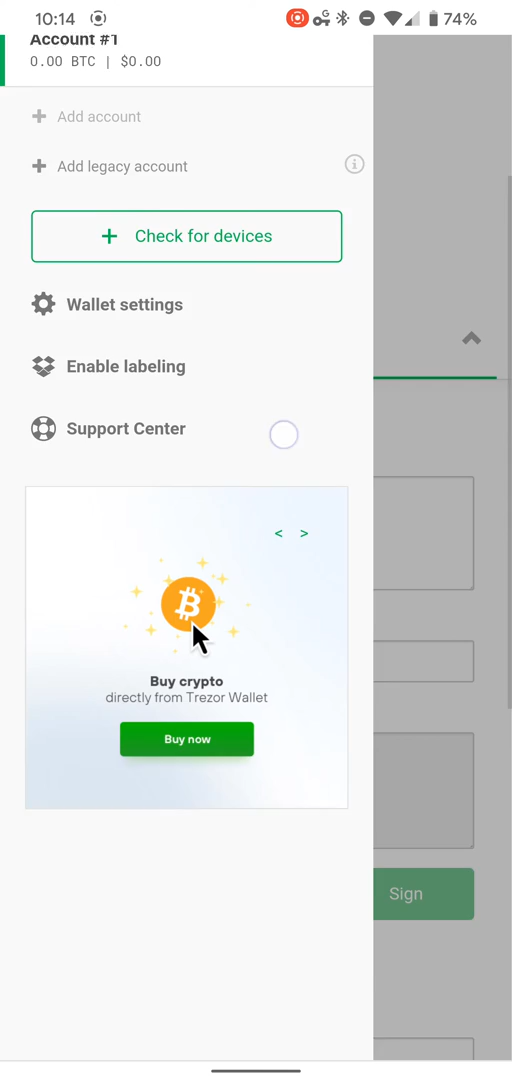 10:14
G
74%
Account #1
0.00 BTC | $0.00
Add account
Add legacy account
Check for devices
Wallet settings
Enable labeling
Support Center
< >
Buy crypto
directly from Trezor Wallet
Buy now
Sign